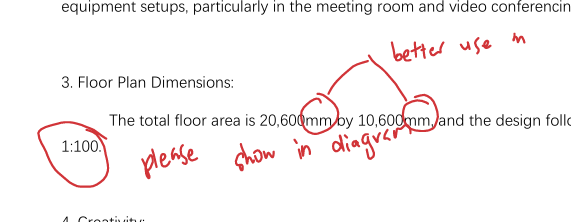 equipment setups, particularly in the meeting room and video conferencin
better use m
3. Floor Plan Dimensions:
The total floor area is 20,600mm by 10,600mm, and the design follo
1:100.
please show in diagram
4. Creativity: